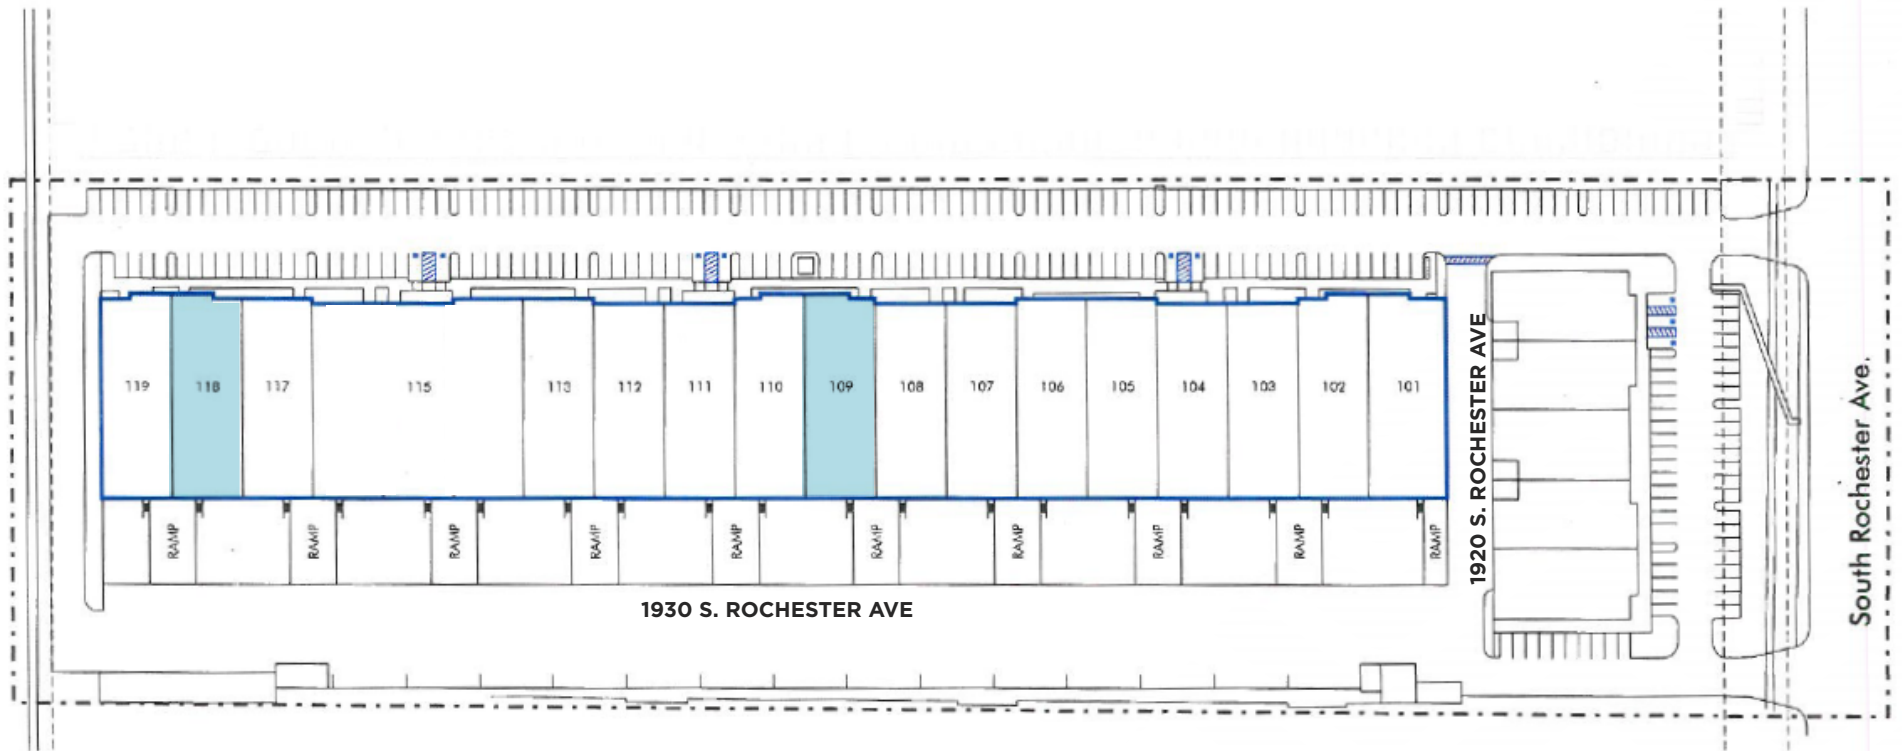 119 118 117 115 113 112 111 110 109 108 107 106 105 104 103 102 101
RAMP RAMP RAMP RAMP RAMP RAMP RAMP RAMP RAMP RAMP
1930 S. ROCHESTER AVE
1920 S. ROCHESTER AVE
South Rochester Ave.